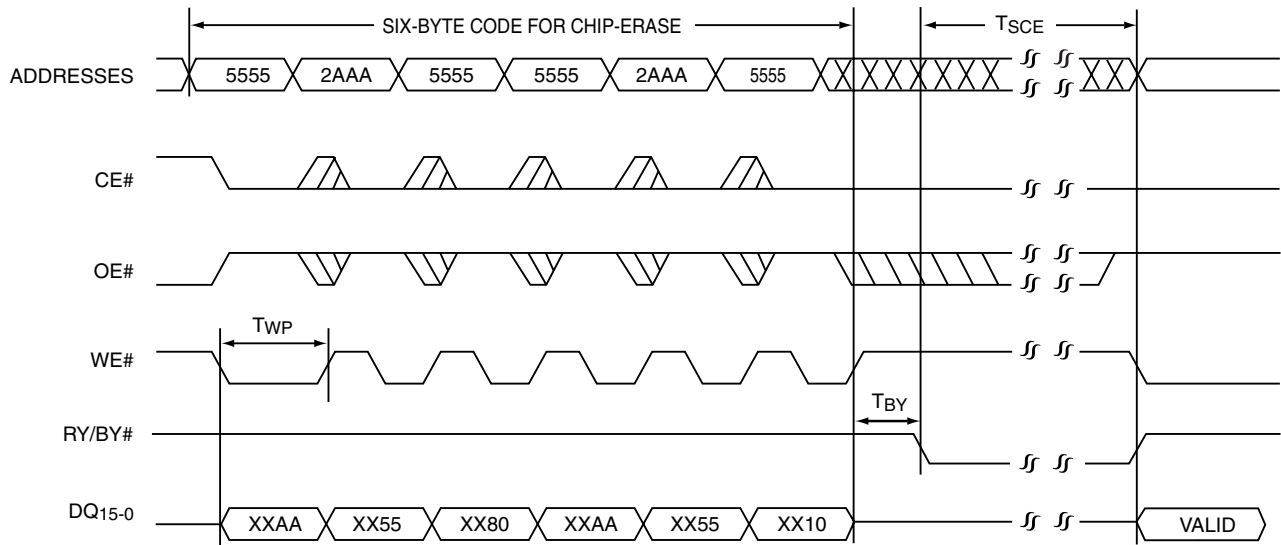 SIX-BYTE CODE FOR CHIP-ERASE
TSCE
ADDRESSES
5555 2AAA 5555 5555 2AAA 5555
CE#
OE#
TWP
WE#
TBY
RY/BY#
DQ15-0
XXAA XX55 XX80 XXAA XX55 XX10 VALID